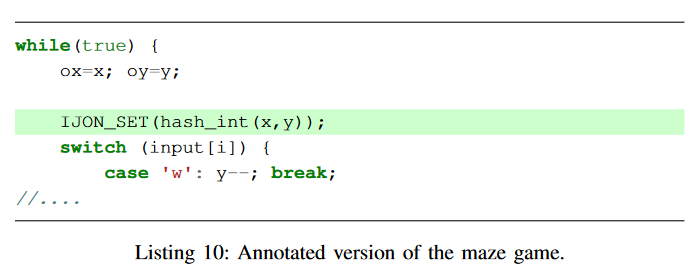 while(true) {
    ox=x; oy=y;

    IJON_SET(hash_int(x,y));
    switch (input[i]) {
        case 'w': y--; break;
//....
Listing 10: Annotated version of the maze game.